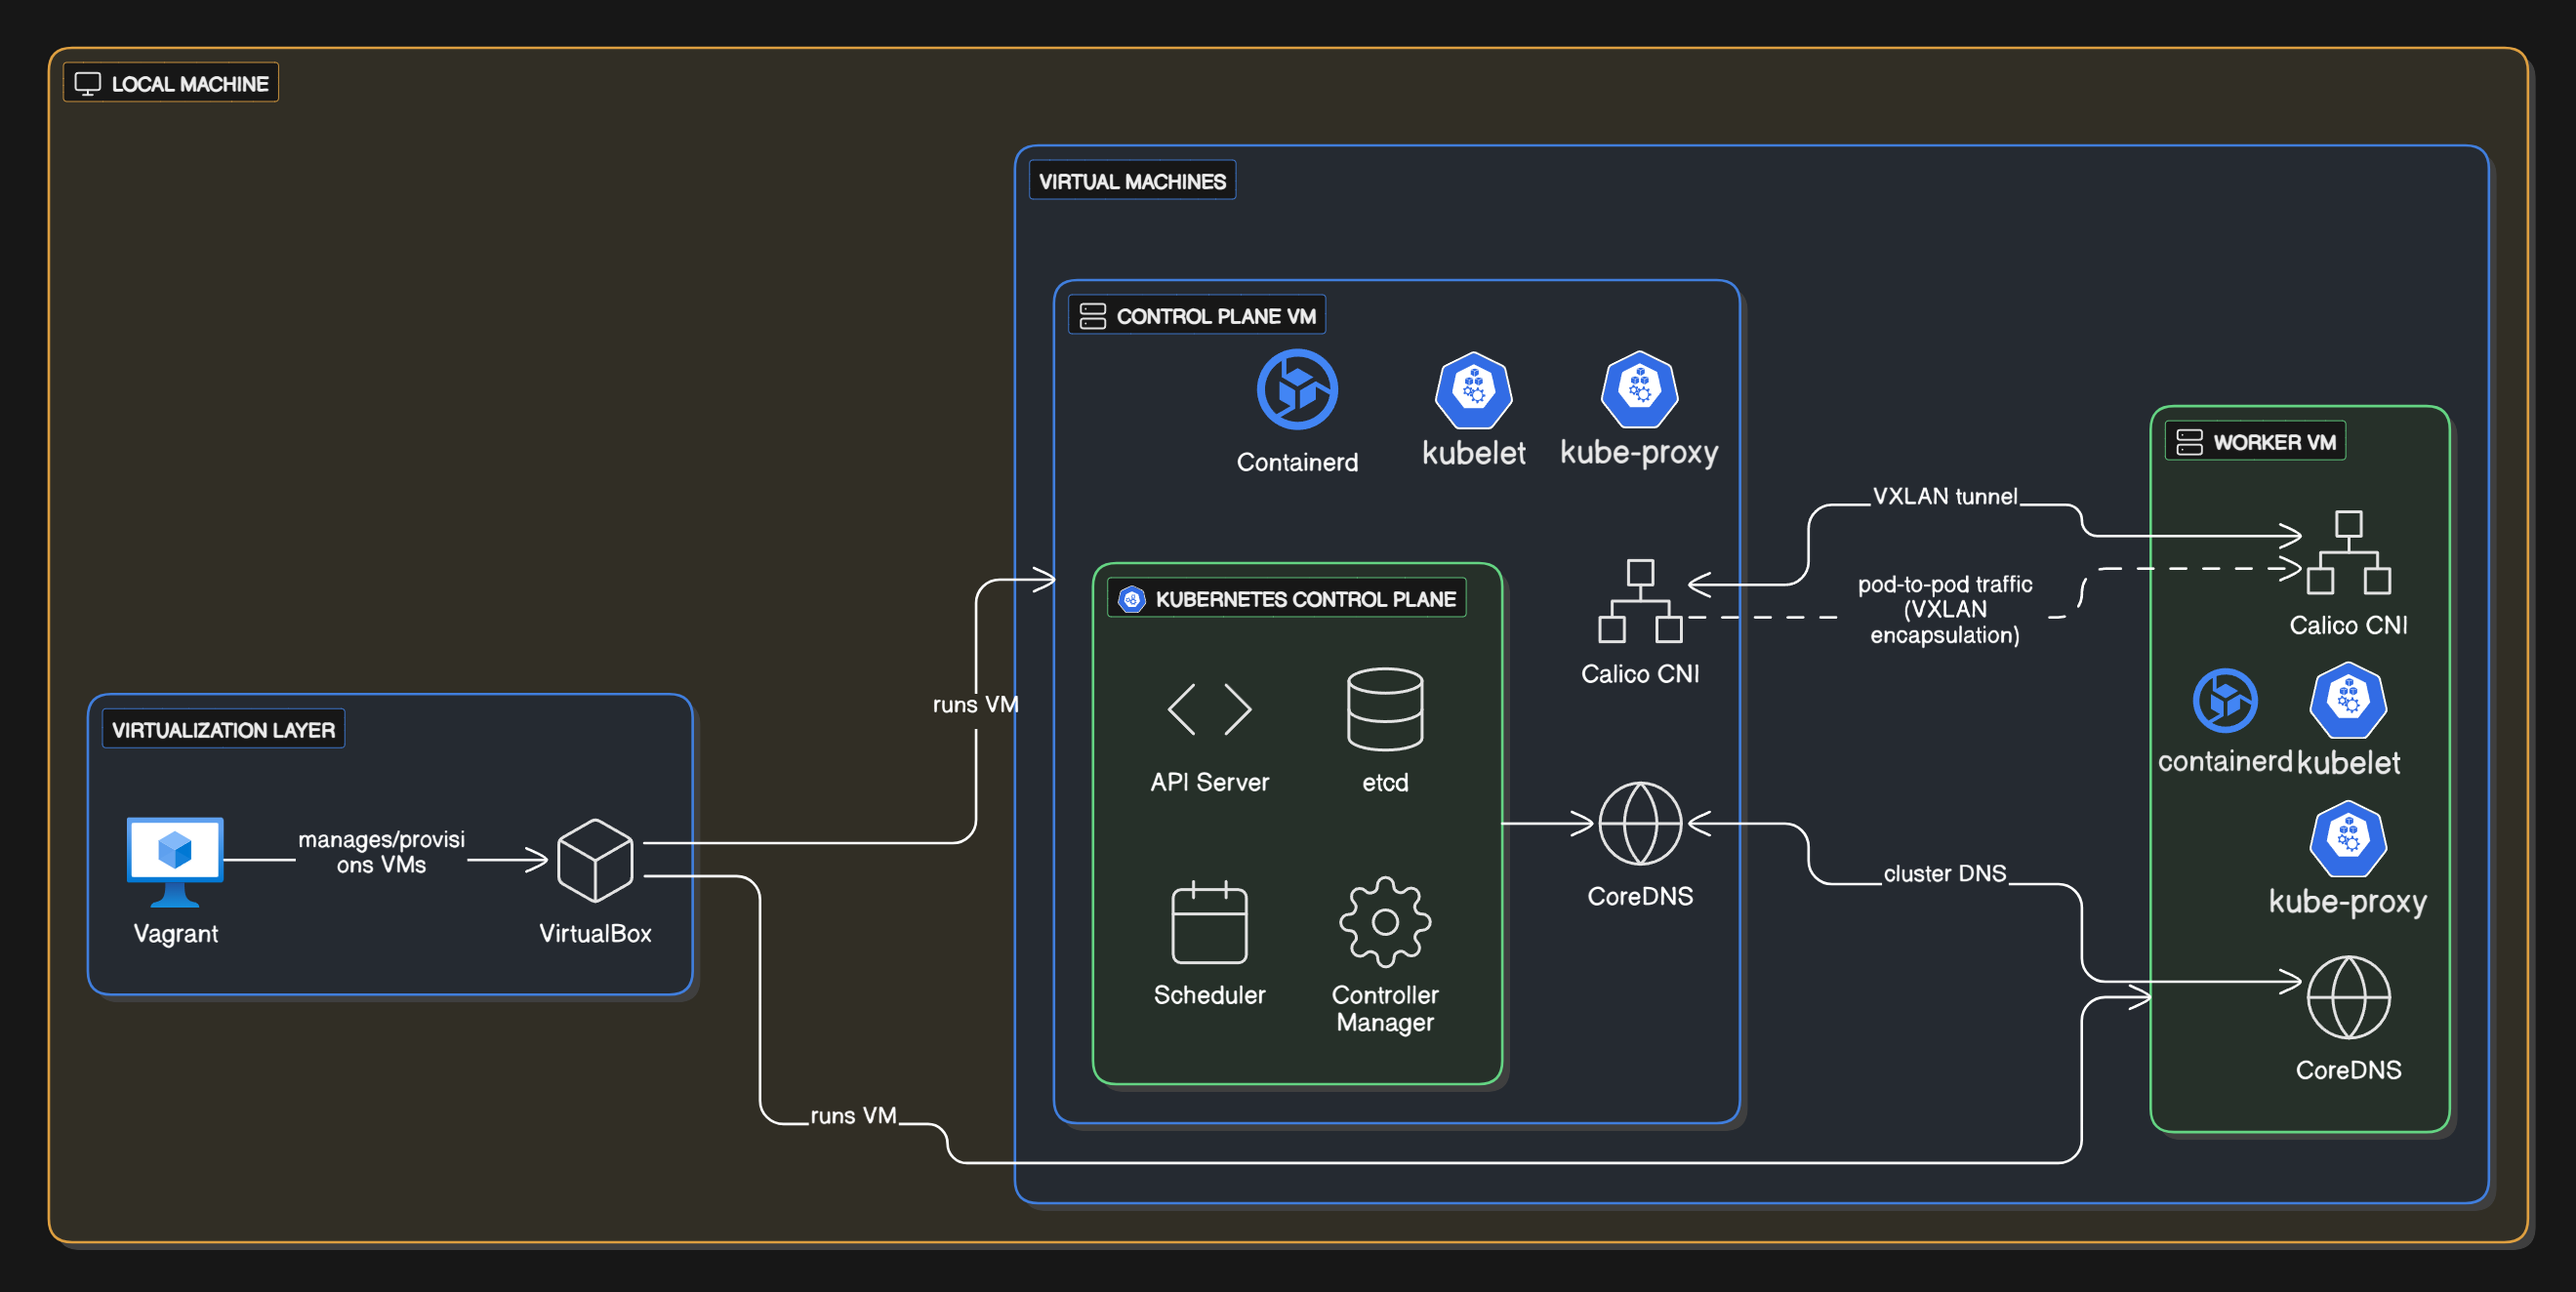 LOCAL MACHINE
VIRTUAL MACHINES
CONTROL PLANE VM
Containerd
kubelet
kube-proxy
WORKER VM
VXLAN tunnel
pod-to-pod traffic
(VXLAN
encapsulation)
Calico CNI
Calico CNI
KUBERNETES CONTROL PLANE
API Server
etcd
Scheduler
Controller
Manager
CoreDNS
cluster DNS
containerd
kubelet
kube-proxy
CoreDNS
runs VM
VIRTUALIZATION LAYER
manages/provisi
ons VMs
Vagrant
VirtualBox
runs VM